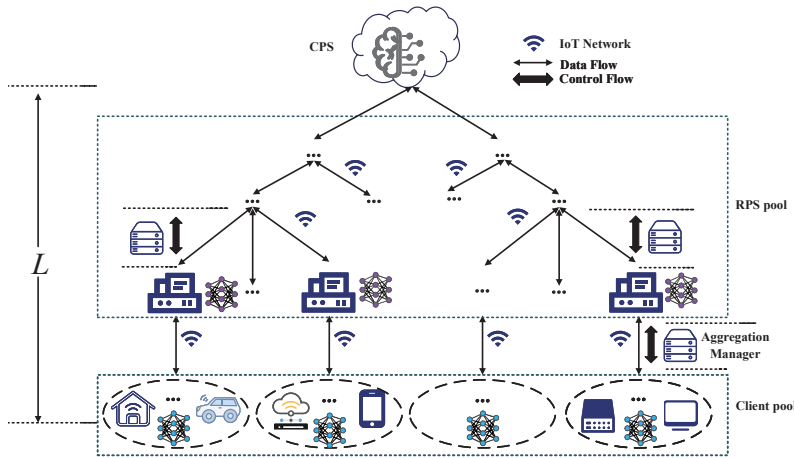 CPS
IoT Network
Data Flow
Control Flow
...
...
...
...
...
...
RPS pool
L
...
...
...
Aggregation
Manager
...
...
...
...
Client pool